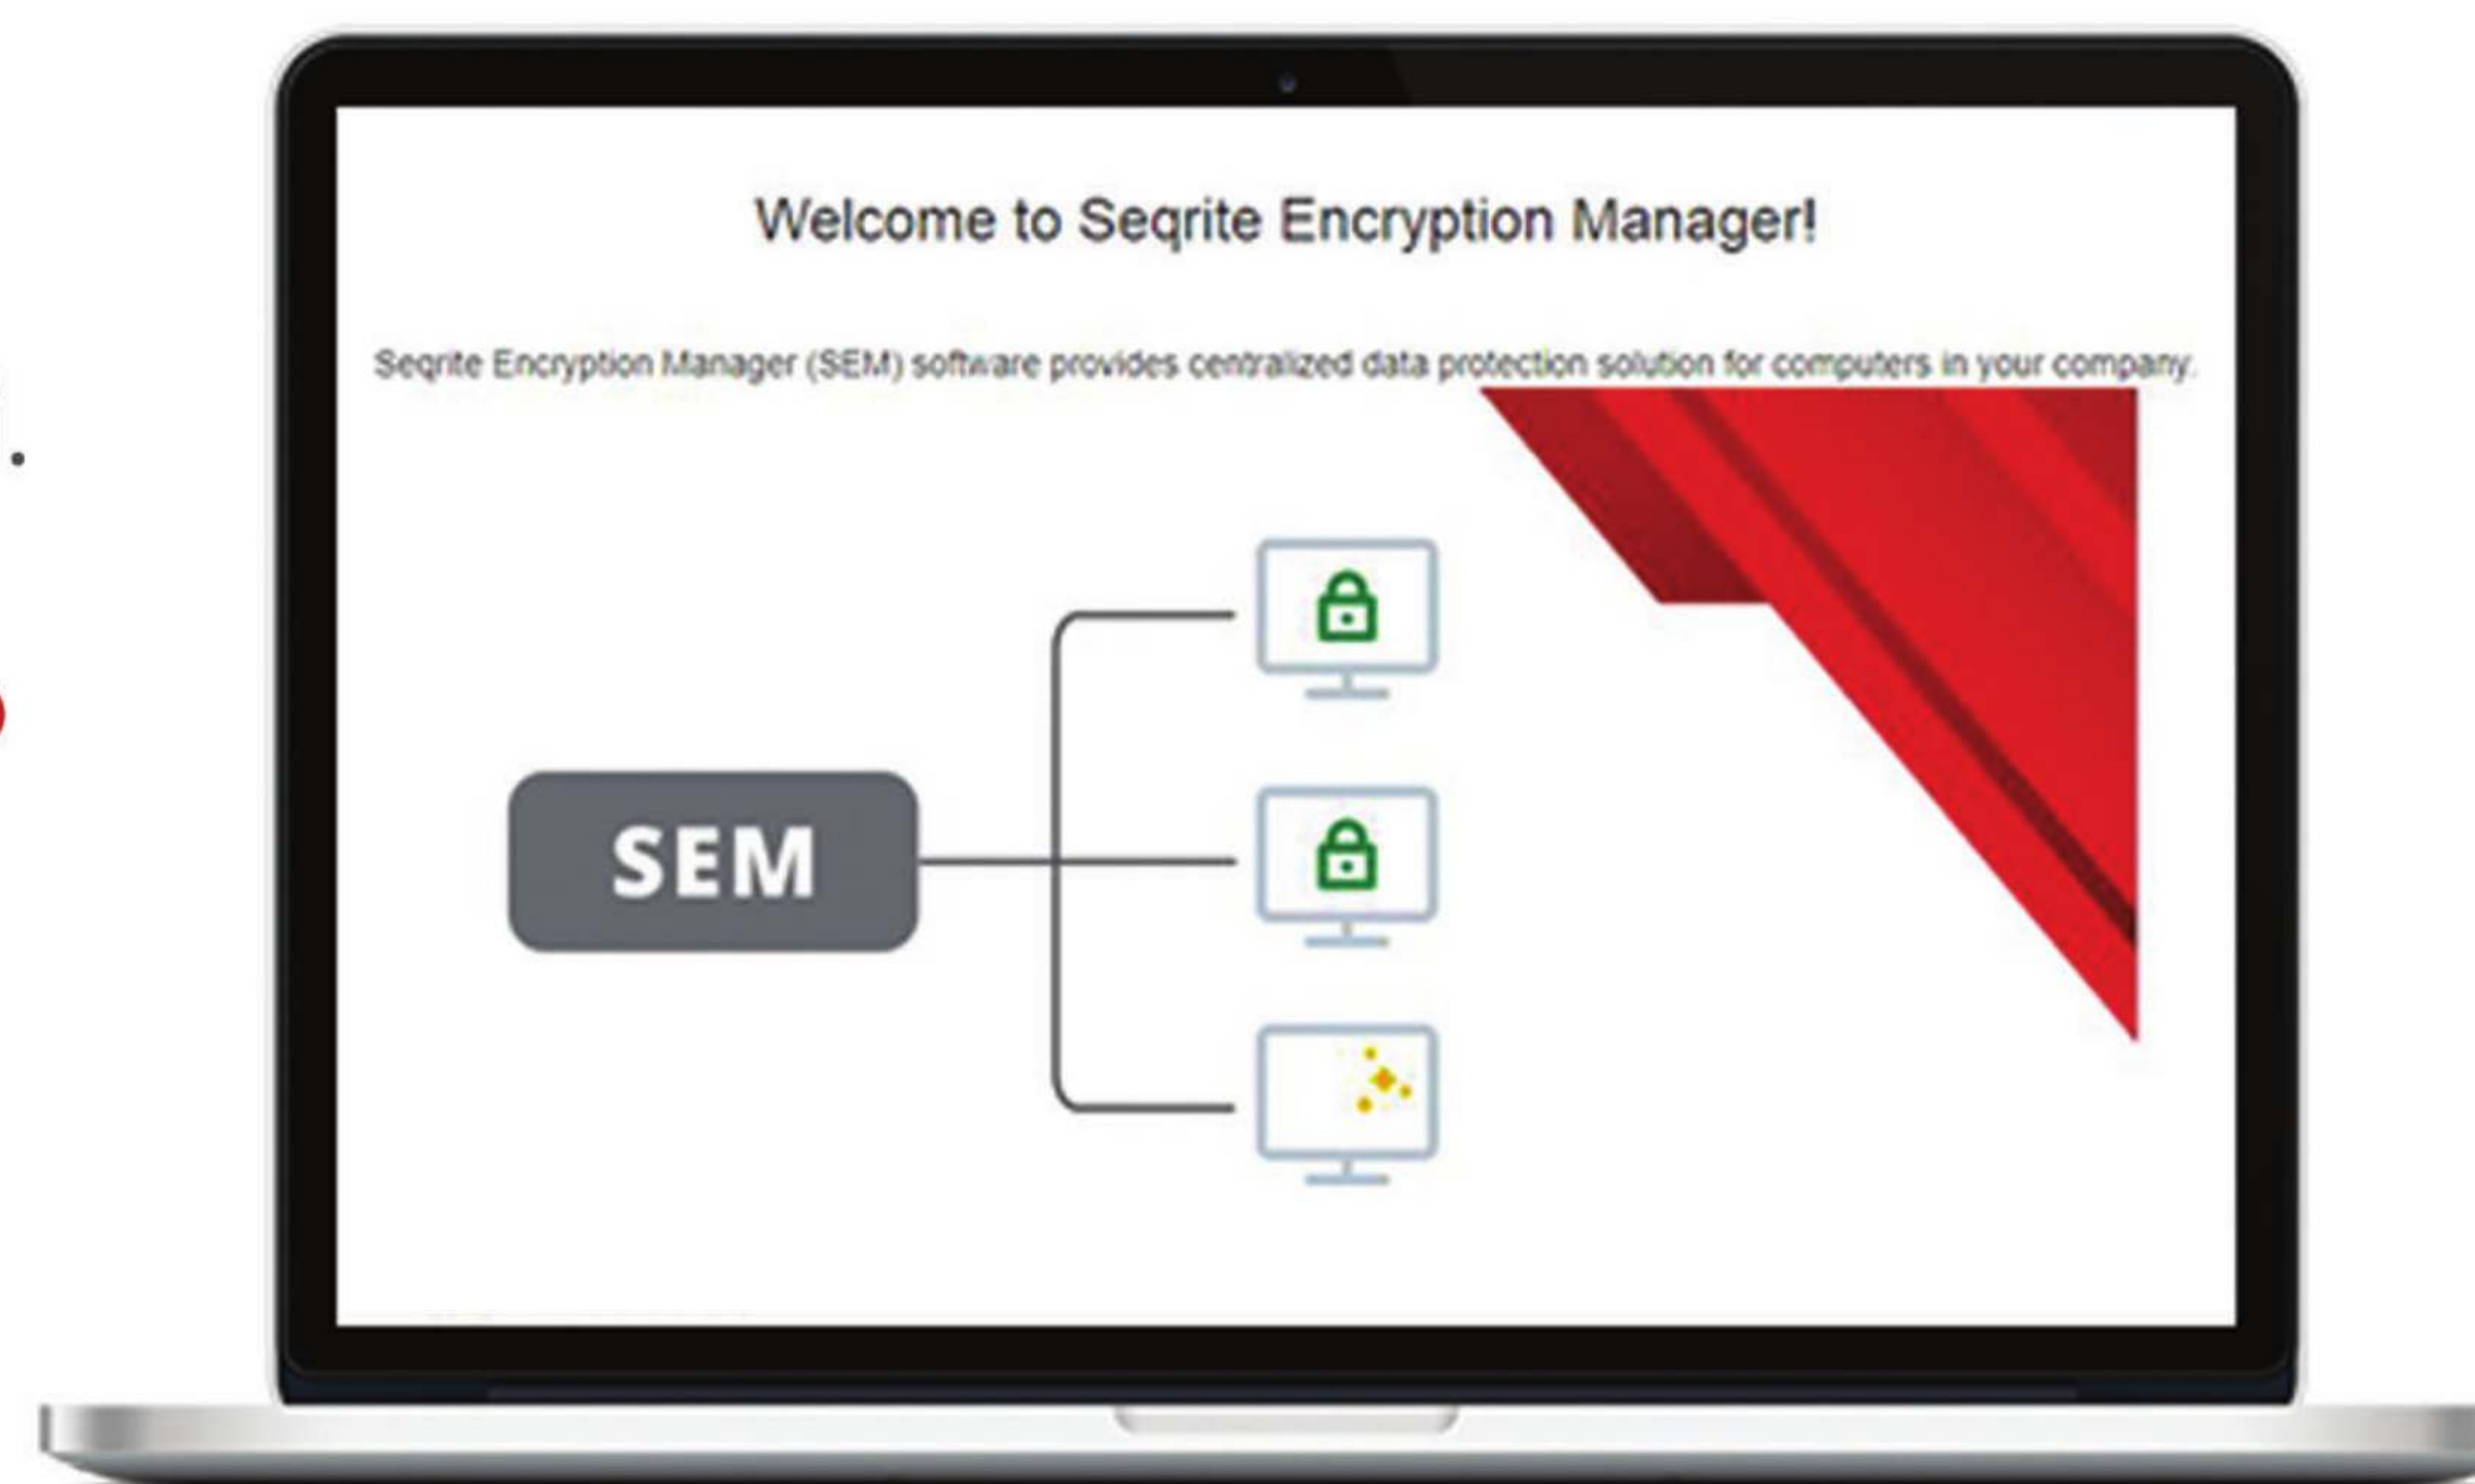 Welcome to Seqrite Encryption Manager!
Seqrite Encryption Manager (SEM) software provides centralized data protection solution for computers in your company.
SEM